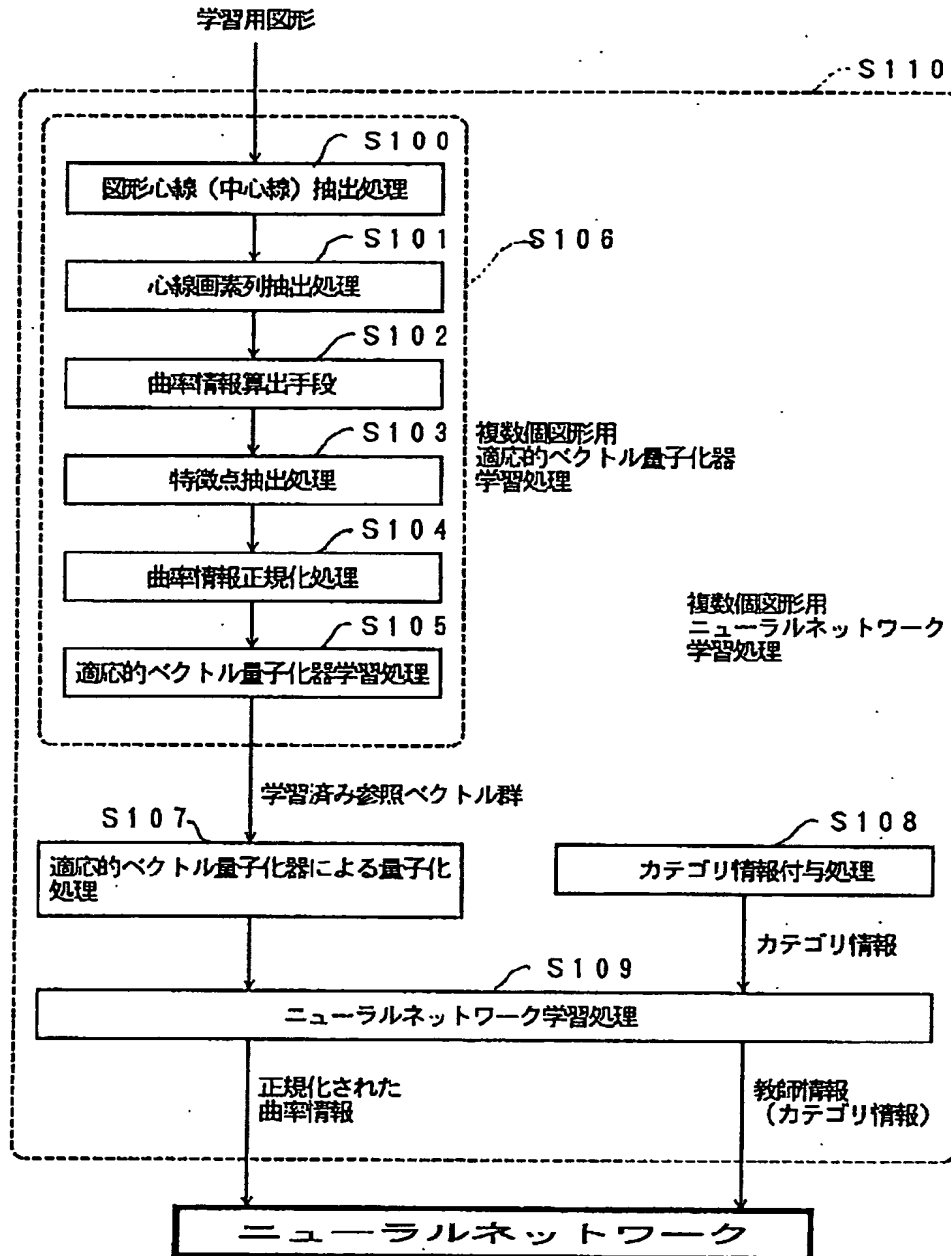 学習用図形
S110
S100
図形心線（中心線）抽出処理
S101
心線画素列抽出処理
S106
S102
曲率情報算出手段
S103
特徴点抽出処理
複数個図形用
適応的ベクトル量子化器
学習処理
S104
曲率情報正規化処理
複数個図形用
ニューラルネットワーク
学習処理
S105
適応的ベクトル量子化器学習処理
学習済み参照ベクトル群
S107
適応的ベクトル量子化器による量子化
処理
S108
カテゴリ情報付与処理
カテゴリ情報
S109
ニューラルネットワーク学習処理
正規化された
曲率情報
教師情報
（カテゴリ情報）
ニューラルネットワーク